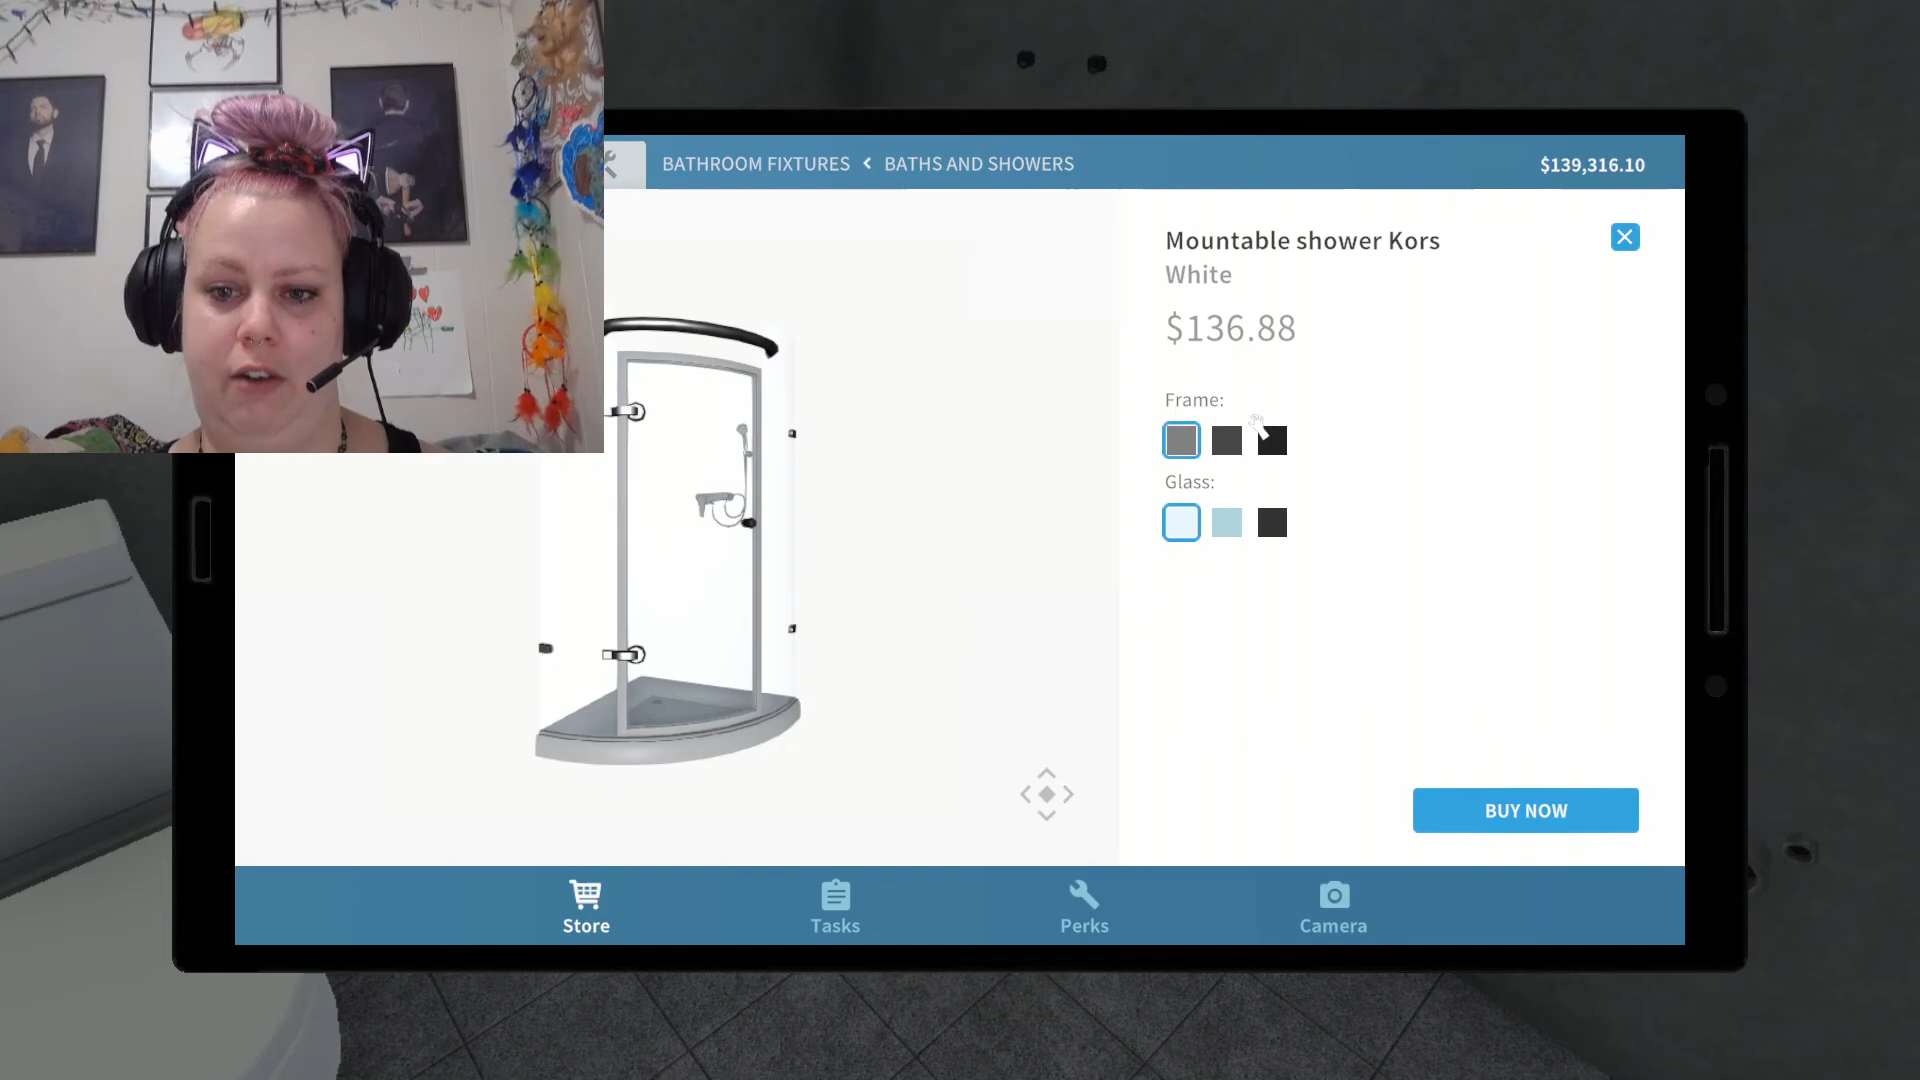 BATHROOM FIXTURES < BATHS AND SHOWERS
$139,316.10
Mountable shower Kors
White
$136.88
Frame:
Glass:
BUY NOW
Store
Tasks
Perks
Camera